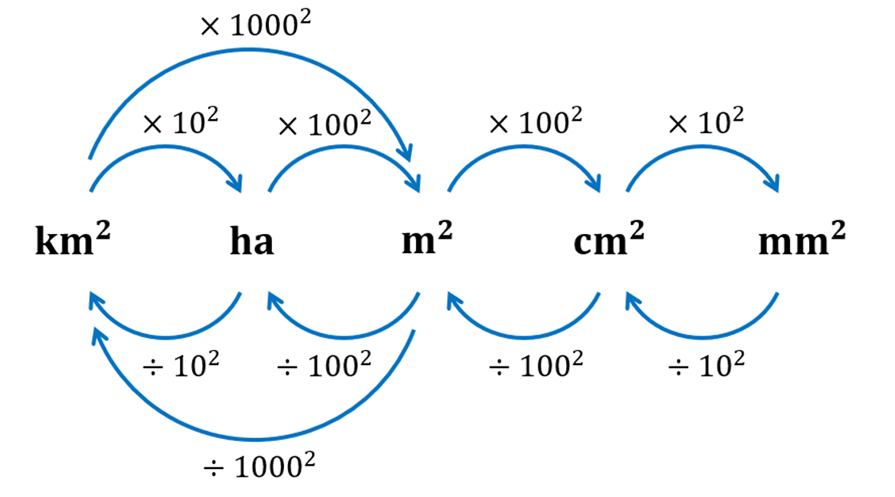 × 1000²
× 10² × 100² × 100² × 10²
km² ha m² cm² mm²
÷ 10² ÷ 100² ÷ 100² ÷ 10²
÷ 1000²